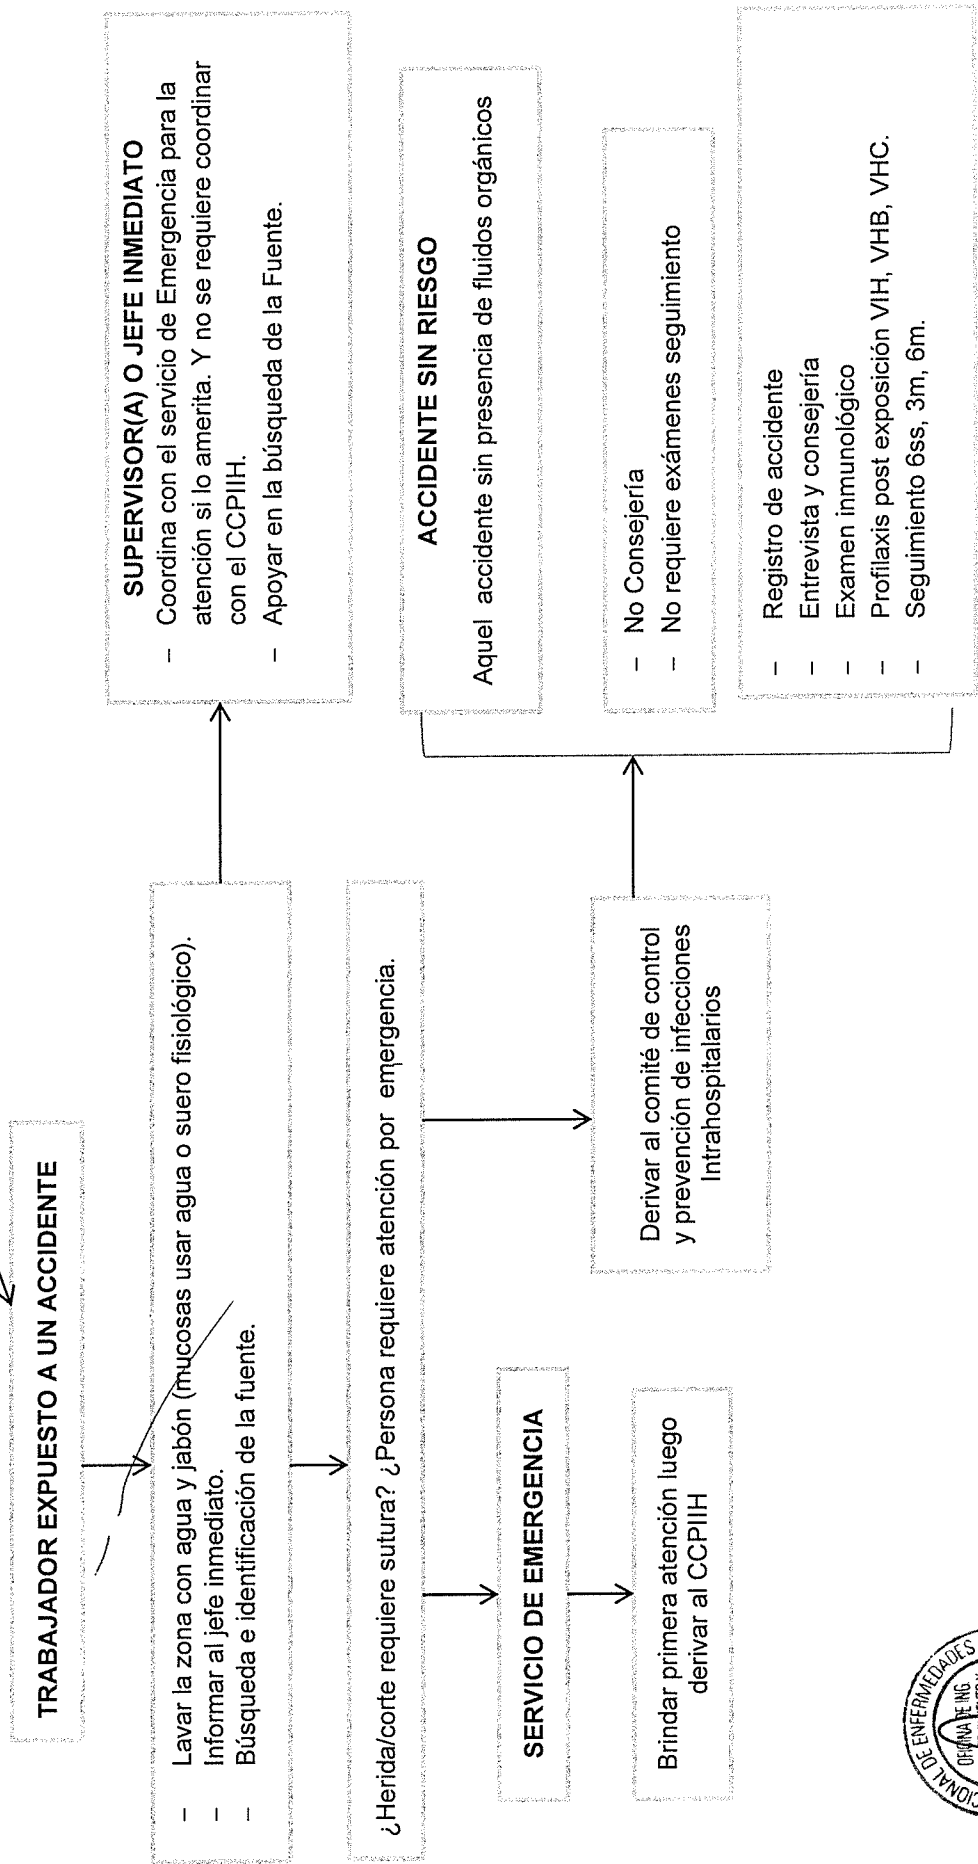 TRABAJADOR EXPUESTO A UN ACCIDENTE
- Lavar la zona con agua y jabón (mucosas usar agua o suero fisiológico).
- Informar al jefe inmediato.
- Búsqueda e identificación de la fuente.
SUPERVISOR(A) O JEFE INMEDIATO
- Coordina con el servicio de Emergencia para la
atención si lo amerita. Y no se requiere coordinar
con el CCPIIH.
- Apoyar en la búsqueda de la Fuente.
¿Herida/corte requiere sutura? ¿Persona requiere atención por emergencia.
SERVICIO DE EMERGENCIA
Brindar primera atención luego
derivar al CCPIIH
Derivar al comité de control
y prevención de infecciones
Intrahospitalarios
ACCIDENTE SIN RIESGO
Aquel accidente sin presencia de fluidos orgánicos
- No Consejería
- No requiere exámenes seguimiento
- Registro de accidente
- Entrevista y consejería
- Examen inmunológico
- Profilaxis post exposición VIH, VHB, VHC.
- Seguimiento 6ss, 3m, 6m.
DE ENFERMEDADES
OFICINA DE ING